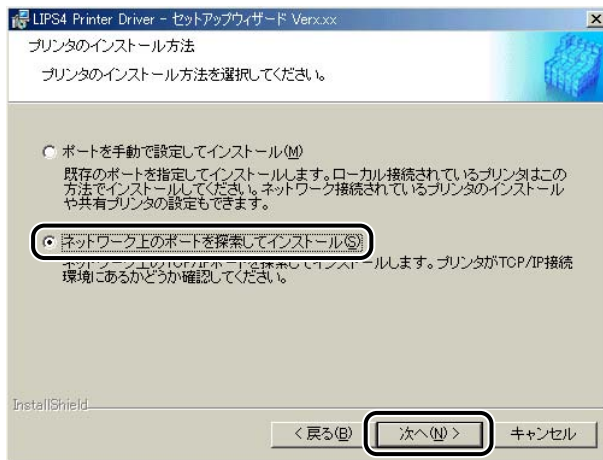 LIPS4 Printer Driver - セットアップウィザード Verx.xx
プリンタのインストール方法
プリンタのインストール方法を選択してください。
ポートを手動で設定してインストール(M)
既存のポートを指定してインストールします。ローカル接続されているプリンタはこの
方法でインストールしてください。ネットワーク接続されているプリンタのインストール
や共有プリンタの設定もできます。
ネットワーク上のポートを探索してインストール(S)
ネットワーク上のTCP/IPポートを探索してインストールします。プリンタがTCP/IP接続
環境にあるかどうか確認してください。
InstallShield
< 戻る(B)
次へ(N) >
キャンセル